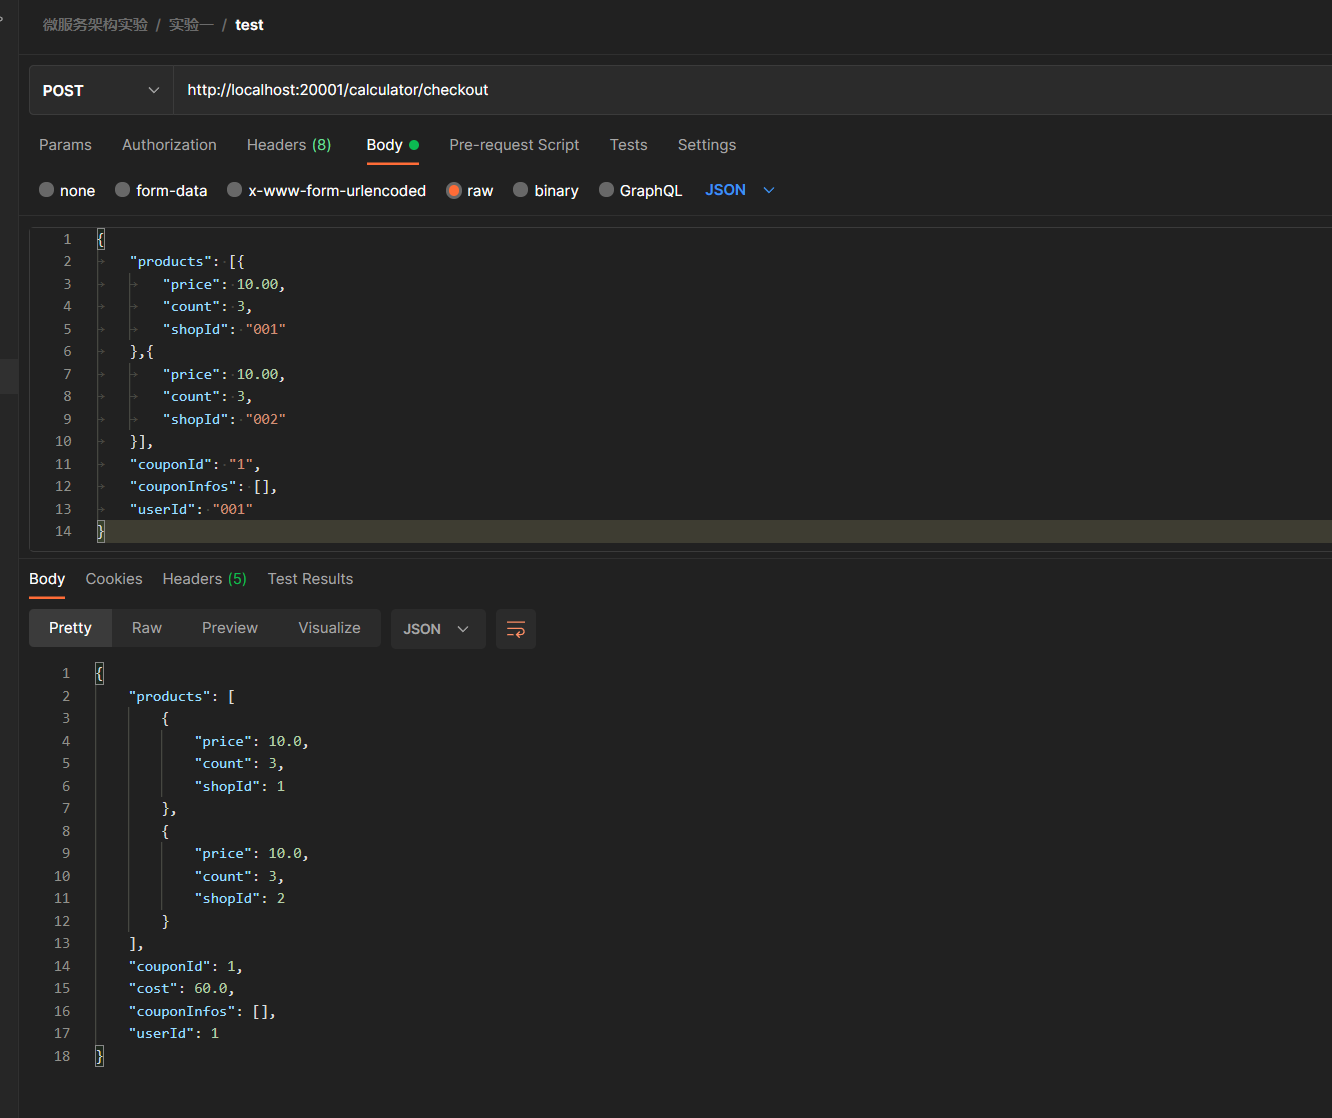 微服务架构实验 / 实验一 / test
POST http://localhost:20001/calculator/checkout
Params Authorization Headers (8) Body Pre-request Script Tests Settings
none form-data x-www-form-urlencoded raw binary GraphQL JSON
1 {
2 "products": [{
3 "price": 10.00,
4 "count": 3,
5 "shopId": "001"
6 },{
7 "price": 10.00,
8 "count": 3,
9 "shopId": "002"
10 }],
11 "couponId": "1",
12 "couponInfos": [],
13 "userId": "001"
14 }
Body Cookies Headers (5) Test Results
Pretty Raw Preview Visualize JSON
1 {
2 "products": [
3 {
4 "price": 10.0,
5 "count": 3,
6 "shopId": 1
7 },
8 {
9 "price": 10.0,
10 "count": 3,
11 "shopId": 2
12 }
13 ],
14 "couponId": 1,
15 "cost": 60.0,
16 "couponInfos": [],
17 "userId": 1
18 }